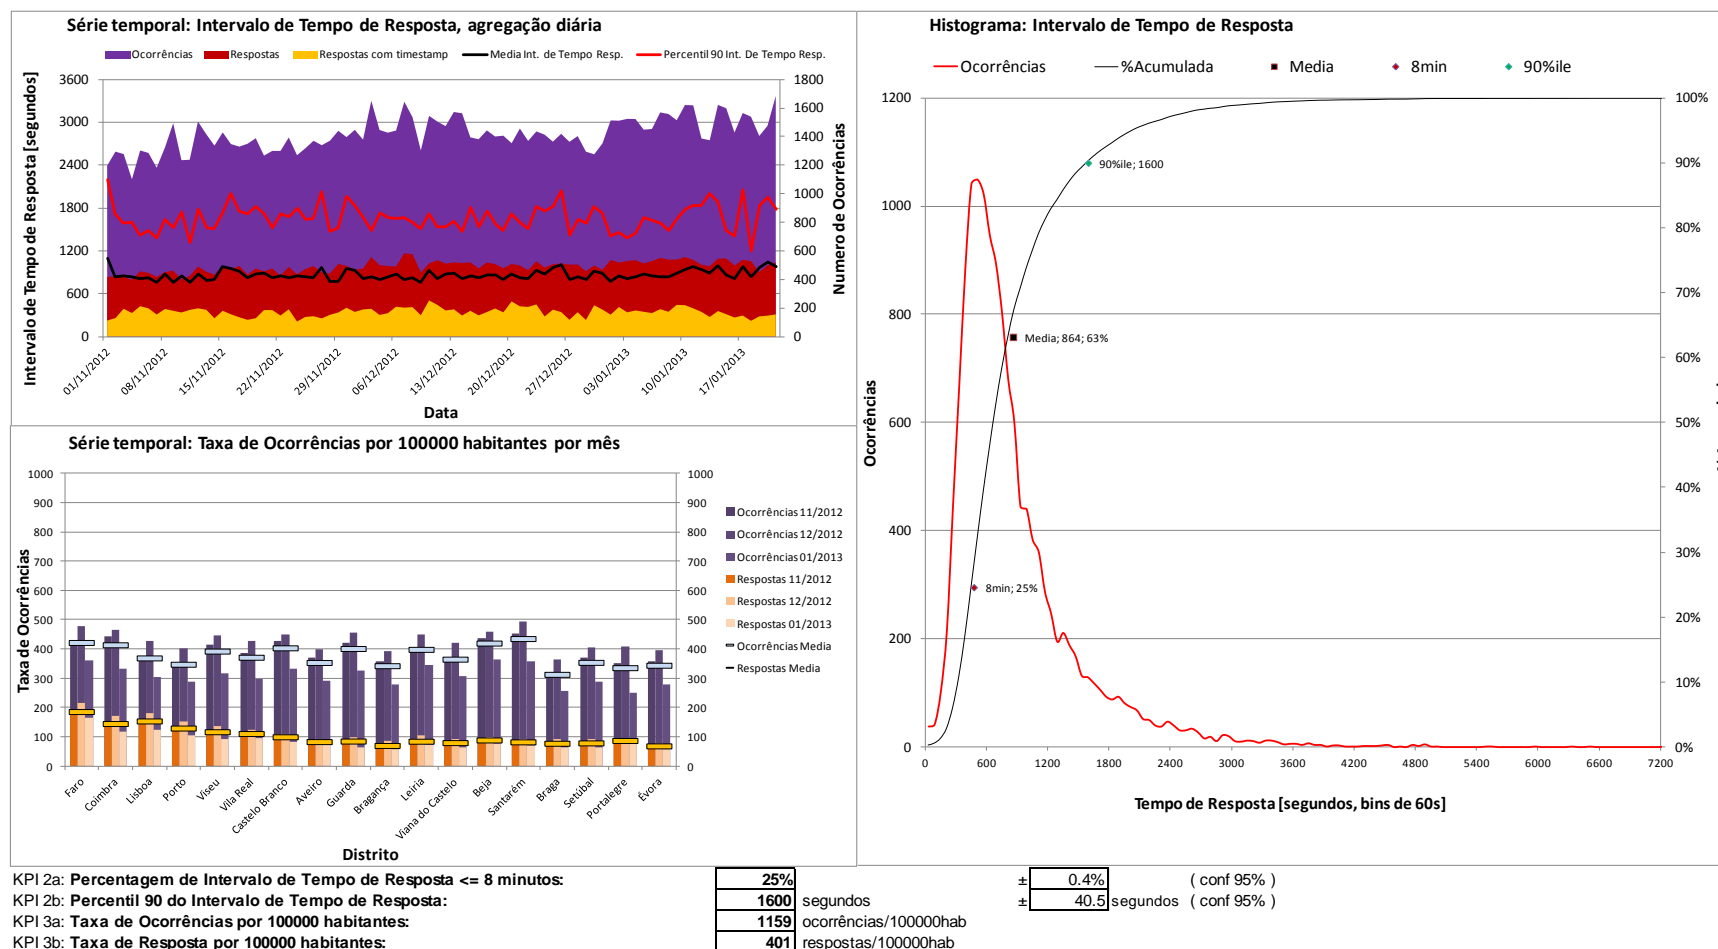 Série temporal: Intervalo de Tempo de Resposta, agregação diária
Ocorrências Respostas Respostas com timestamp Media Int. de Tempo Resp. Percentil 90 Int. De Tempo Resp.
Intervalo de Tempo de Resposta [segundos]
3600
3000
2400
1800
1200
600
0
1800
1600
1400
1200
1000
800
600
400
200
0
Numero de Ocorrências
01/11/2012 08/11/2012 15/11/2012 22/11/2012 29/11/2012 06/12/2012 13/12/2012 20/12/2012 27/12/2012 03/01/2013 10/01/2013 17/01/2013
Data
Série temporal: Taxa de Ocorrências por 100000 habitantes por mês
Taxa de Ocorrências
1000
900
800
700
600
500
400
300
200
100
0
1000
900
800
700
600
500
400
300
200
100
0
Ocorrências 11/2012
Ocorrências 12/2012
Ocorrências 01/2013
Respostas 11/2012
Respostas 12/2012
Respostas 01/2013
Ocorrências Media
Respostas Media
Faro Coimbra Lisboa Porto Viseu Vila Real Castelo Branco Aveiro Guarda Bragança Leiria Viana do Castelo Beja Santarém Braga Setúbal Portalegre Évora
Distrito
Histograma: Intervalo de Tempo de Resposta
Ocorrências %Acumulada Media 8min 90%ile
Ocorrências
1200
1000
800
600
400
200
0
100%
90%
80%
70%
60%
50%
40%
30%
20%
10%
0%
90%ile; 1600
Media; 864; 63%
8min; 25%
0 600 1200 1800 2400 3000 3600 4200 4800 5400 6000 6600 7200
Tempo de Resposta [segundos, bins de 60s]
KPI 2a: Percentagem de Intervalo de Tempo de Resposta <= 8 minutos: 25% ± 0.4% ( conf 95% )
KPI 2b: Percentil 90 do Intervalo de Tempo de Resposta: 1600 segundos ± 40.5 segundos ( conf 95% )
KPI 3a: Taxa de Ocorrências por 100000 habitantes: 1159 ocorrências/100000hab
KPI 3b: Taxa de Resposta por 100000 habitantes: 401 respostas/100000hab